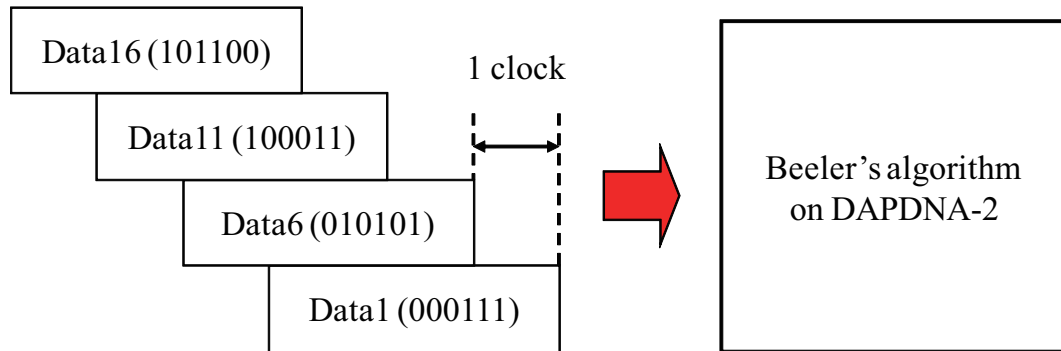 Data16 (101100)
1 clock
Data11 (100011)
Data6 (010101)
Data1 (000111)
Beeler's algorithm
on DAPDNA-2